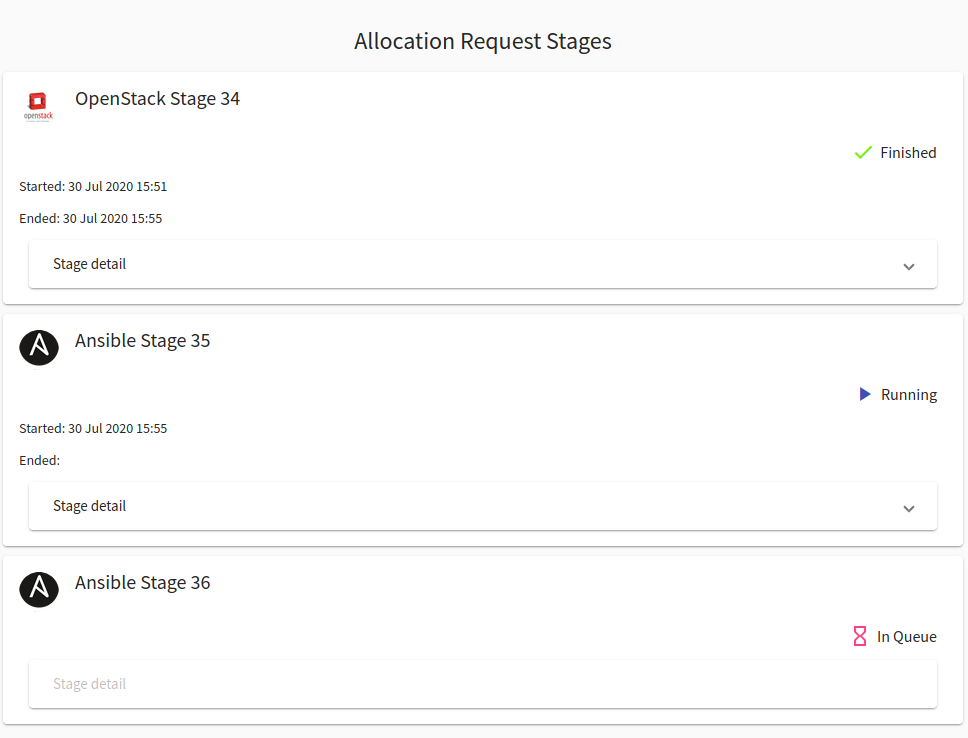 Allocation Request Stages
OpenStack Stage 34
openstack
Finished
Started: 30 Jul 2020 15:51
Ended: 30 Jul 2020 15:55
Stage detail
Ansible Stage 35
Running
Started: 30 Jul 2020 15:55
Ended:
Stage detail
Ansible Stage 36
In Queue
Stage detail